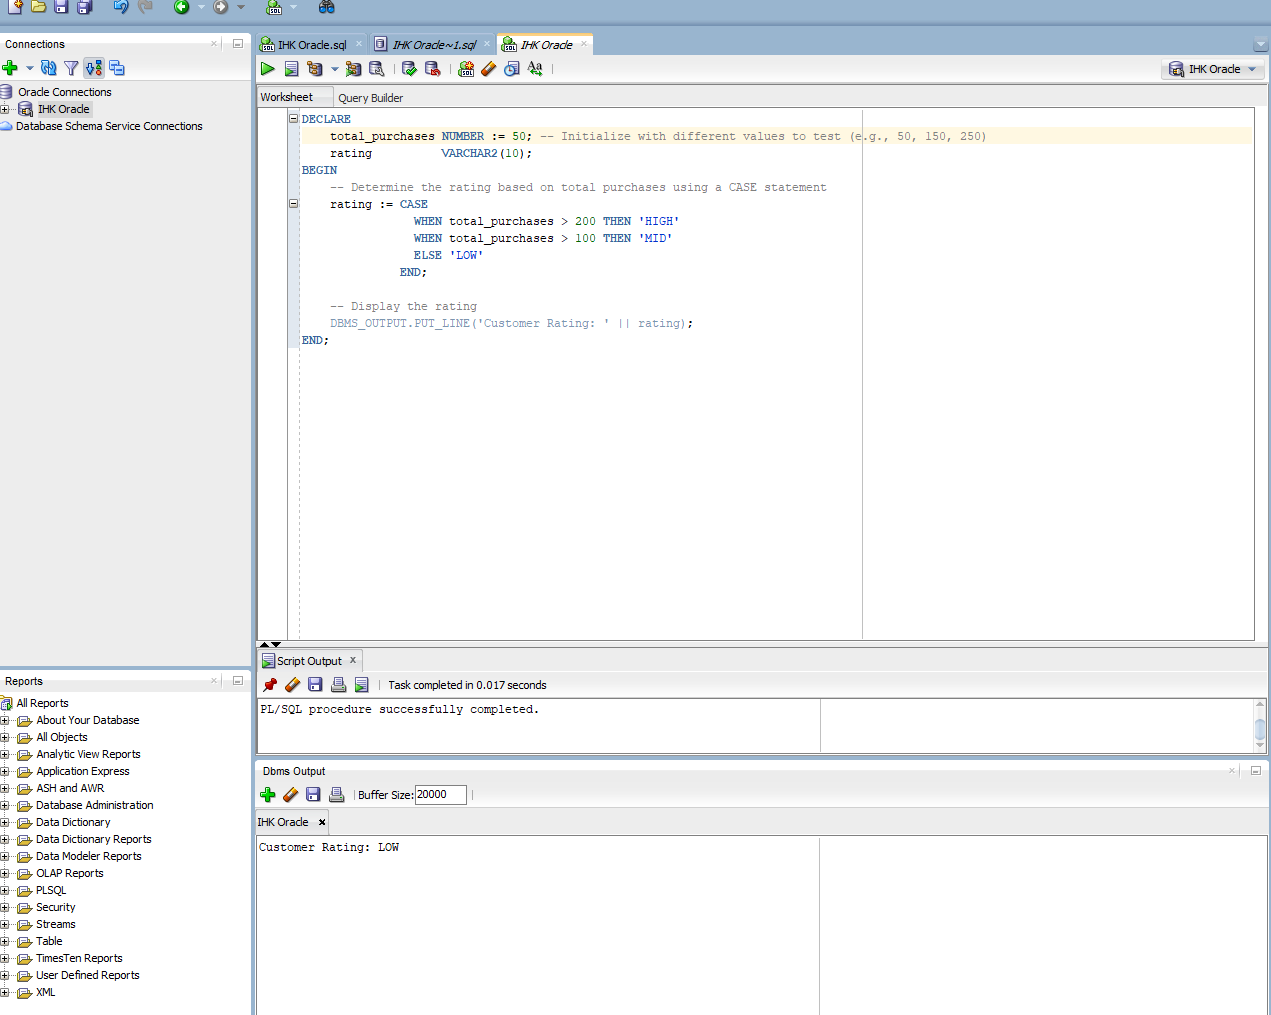 Connections
Oracle Connections
IHK Oracle
Database Schema Service Connections
Reports
All Reports
About Your Database
All Objects
Analytic View Reports
Application Express
ASH and AWR
Database Administration
Data Dictionary
Data Dictionary Reports
Data Modeler Reports
OLAP Reports
PLSQL
Security
Streams
Table
TimesTen Reports
User Defined Reports
XML
IHK Oracle.sql IHK Oracle~1.sql IHK Oracle
IHK Oracle
Worksheet Query Builder
DECLARE
    total_purchases NUMBER := 50; -- Initialize with different values to test (e.g., 50, 150, 250)
    rating          VARCHAR2(10);
BEGIN
    -- Determine the rating based on total purchases using a CASE statement
    rating := CASE
                WHEN total_purchases > 200 THEN 'HIGH'
                WHEN total_purchases > 100 THEN 'MID'
                ELSE 'LOW'
              END;
    -- Display the rating
    DBMS_OUTPUT.PUT_LINE('Customer Rating: ' || rating);
END;
Script Output x
Task completed in 0.017 seconds
PL/SQL procedure successfully completed.
Dbms Output
Buffer Size: 20000
IHK Oracle
Customer Rating: LOW